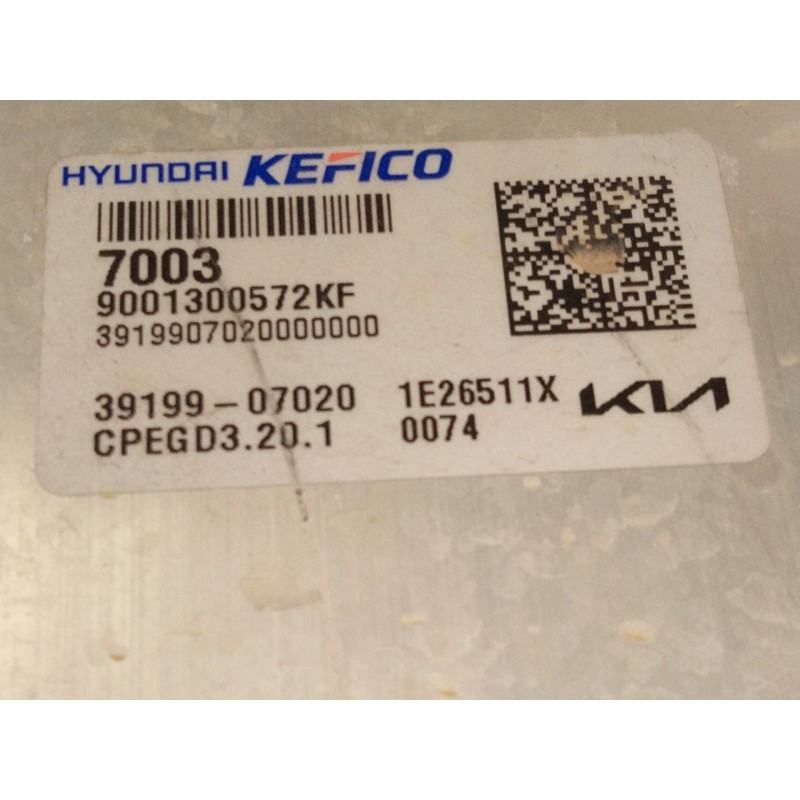 HYUNDAI KEFICO
7003
9001300572KF
3919907020000000
39199-07020 1E26511X KIA
CPEGD3.20.1 0074